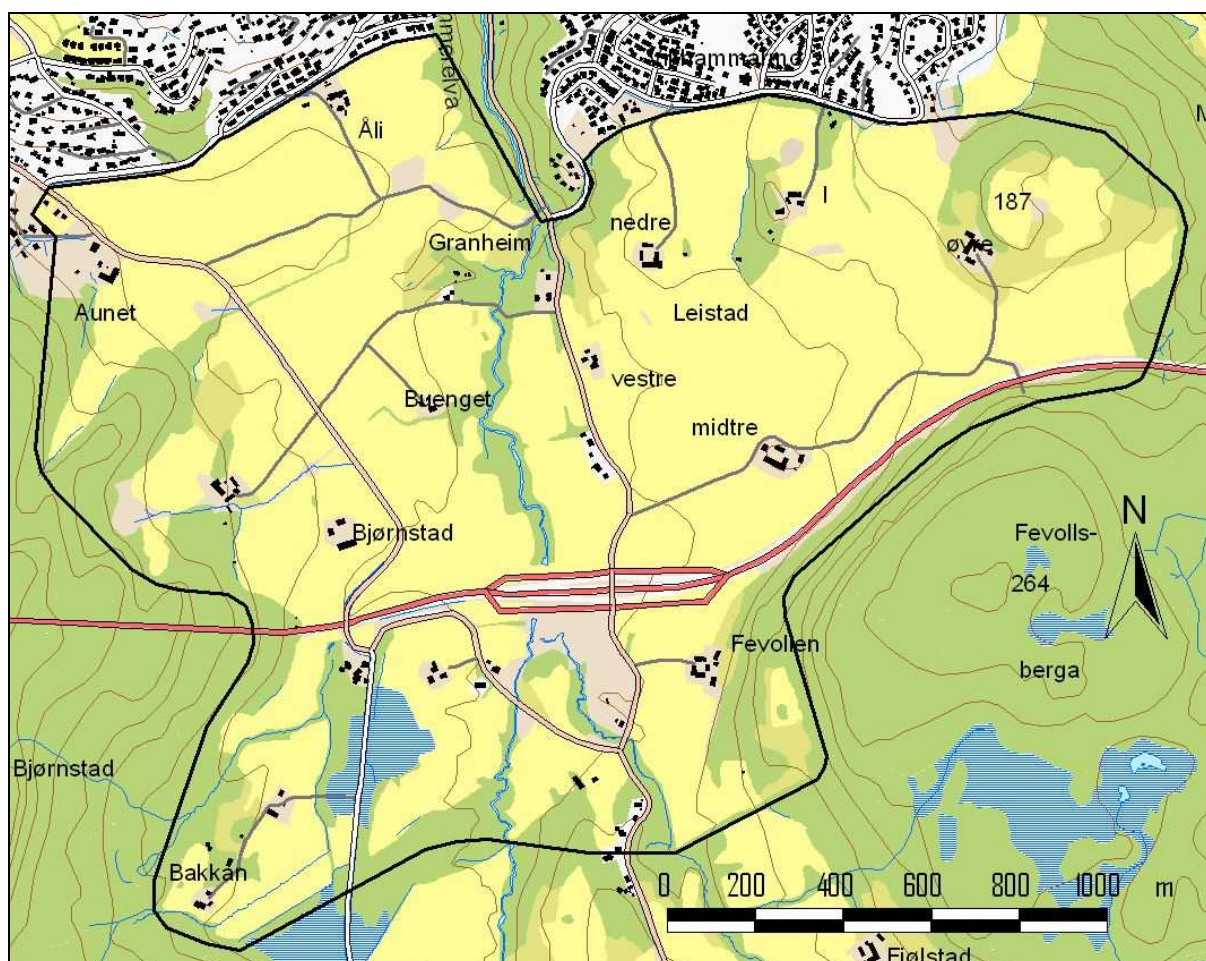 Åli
187
nedre
I
øvre
Granheim
Aunet
Leistad
vestre
Buenget
midtre
Bjørnstad
N
Fevolls-
264
Fevollen
berga
Bjørnstad
Bakkan
0 200 400 600 800 1000 m
Fjølstad